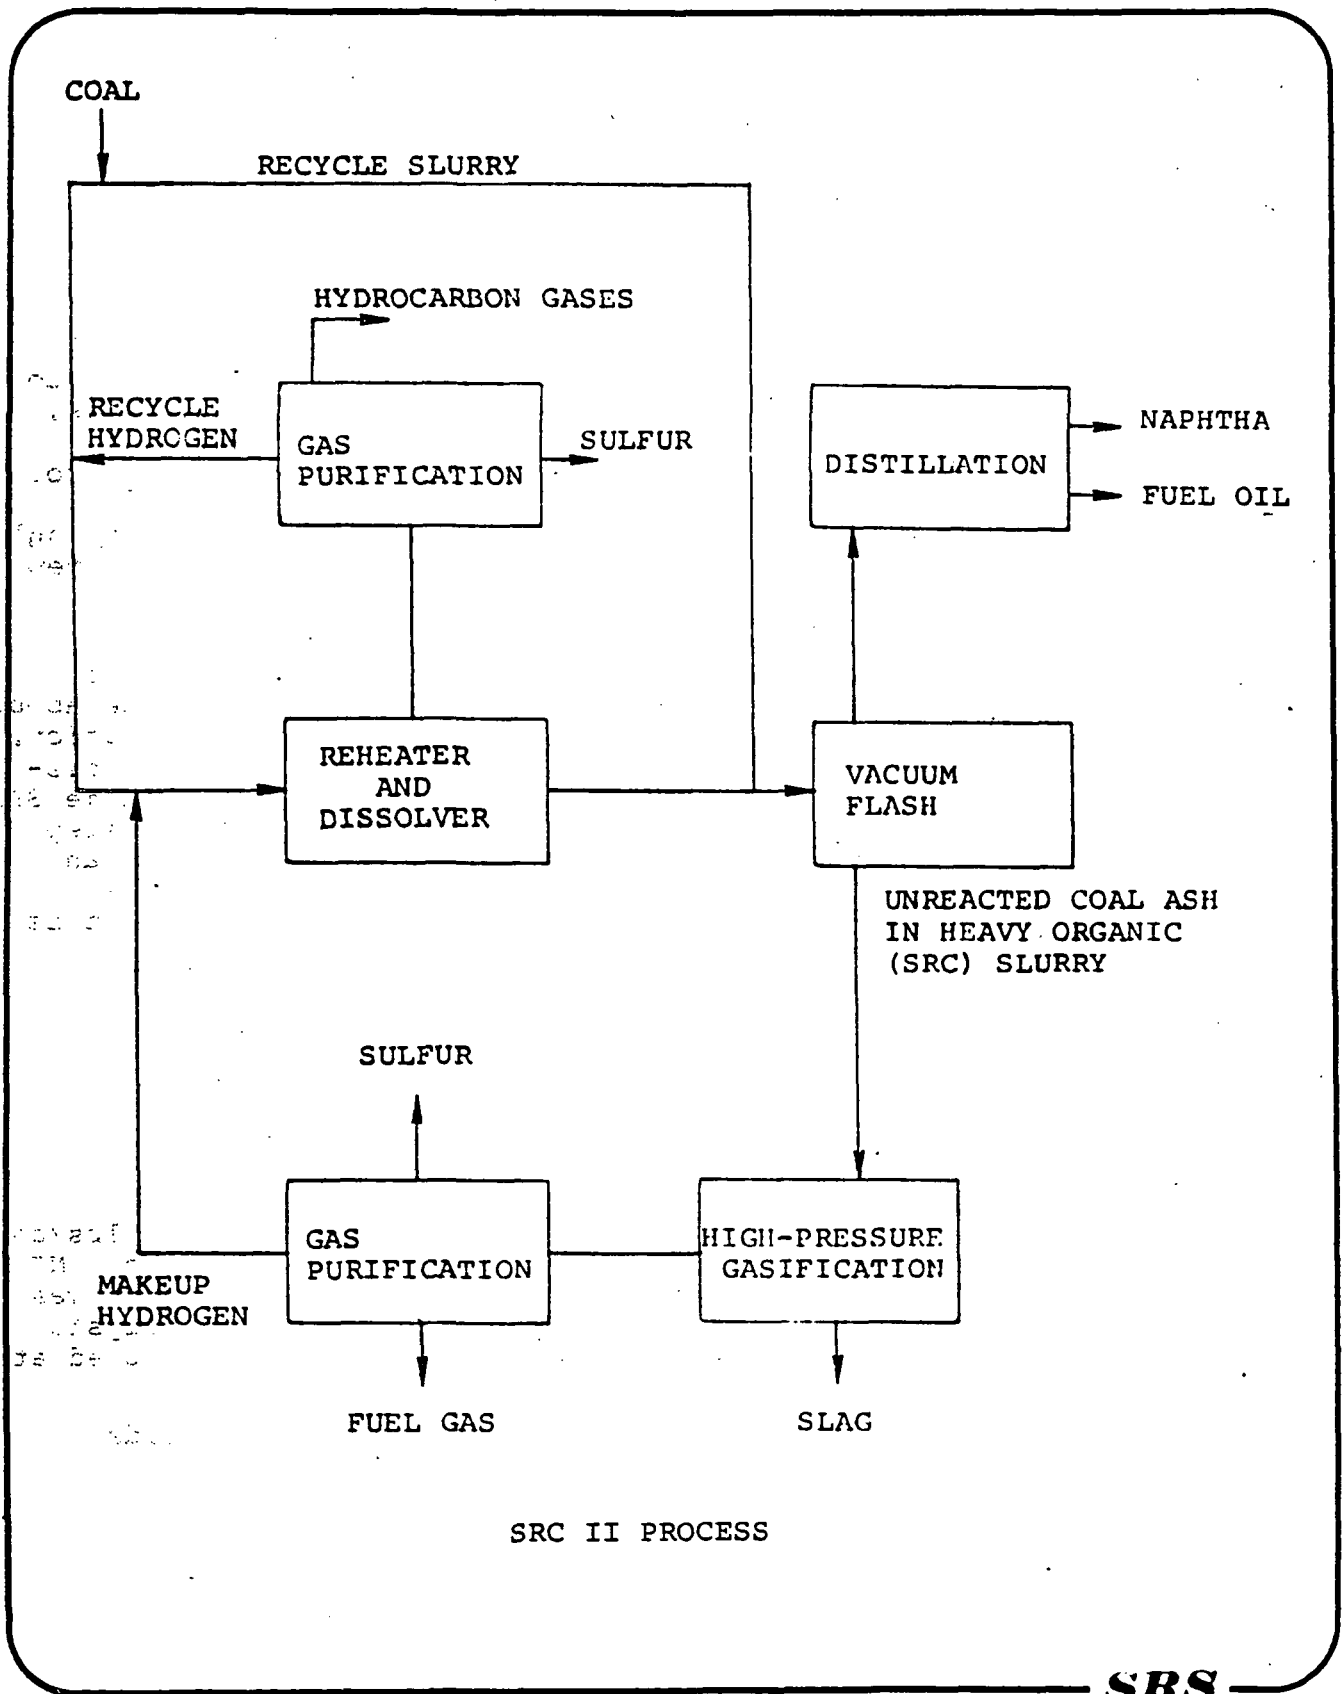 COAL
RECYCLE SLURRY
HYDROCARBON GASES
RECYCLE
HYDROGEN
GAS
PURIFICATION
SULFUR
DISTILLATION
NAPHTHA
FUEL OIL
REHEATER
AND
DISSOLVER
VACUUM
FLASH
UNREACTED COAL ASH
IN HEAVY ORGANIC
(SRC) SLURRY
SULFUR
GAS
PURIFICATION
HIGH-PRESSURE
GASIFICATION
MAKEUP
HYDROGEN
FUEL GAS
SLAG
SRC II PROCESS
SRS